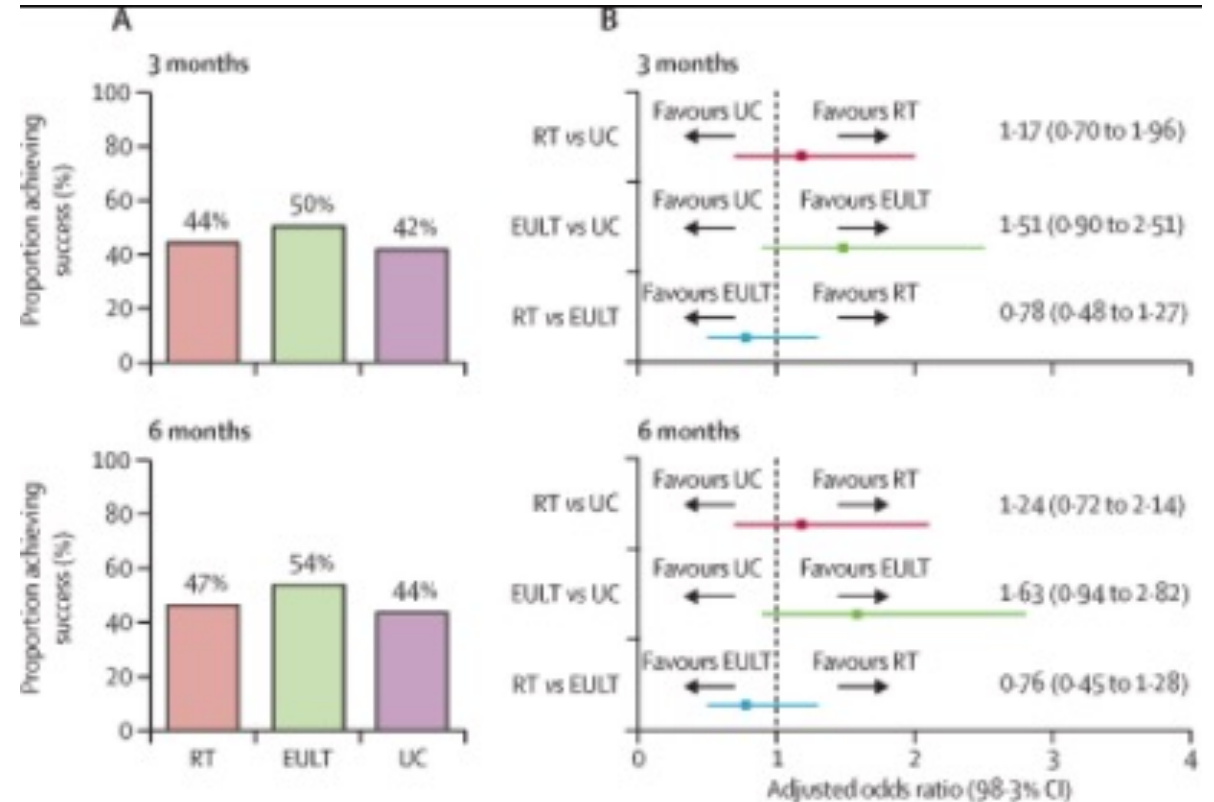 A
3 months
100
80
60
40
20
0
Proportion achieving
success (%)
44%
50%
42%
6 months
100
80
60
40
20
0
Proportion achieving
success (%)
47%
54%
44%
RT
EULT
UC
B
3 months
RT vs UC
Favours UC
Favours RT
1·17 (0·70 to 1·96)
EULT vs UC
Favours UC
Favours EULT
1·51 (0·90 to 2·51)
RT vs EULT
Favours EULT
Favours RT
0·78 (0·48 to 1·27)
6 months
RT vs UC
Favours UC
Favours RT
1·24 (0·72 to 2·14)
EULT vs UC
Favours UC
Favours EULT
1·63 (0·94 to 2·82)
RT vs EULT
Favours EULT
Favours RT
0·76 (0·45 to 1·28)
0
1
2
3
4
Adjusted odds ratio (98·3% CI)